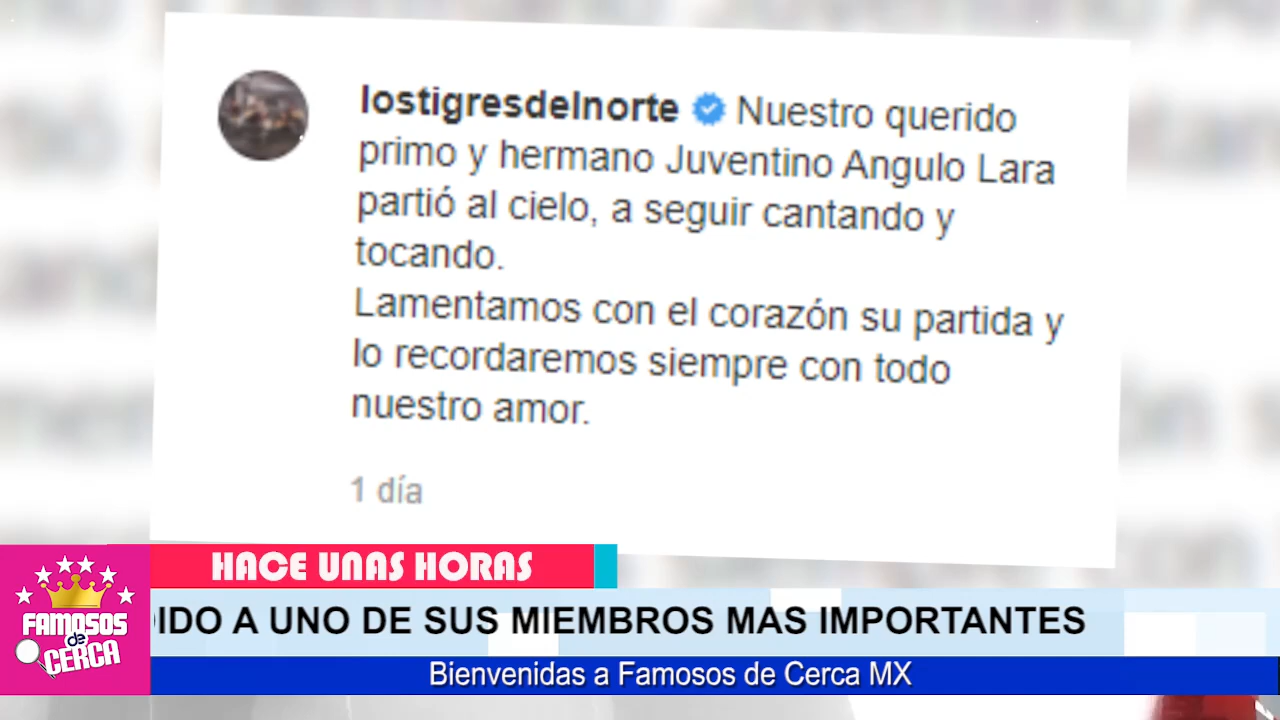 lostigresdelnorte Nuestro querido
primo y hermano Juventino Angulo Lara
partió al cielo, a seguir cantando y
tocando.
Lamentamos con el corazón su partida y
lo recordaremos siempre con todo
nuestro amor.
1 día
HACE UNAS HORAS
A UNO DE SUS MIEMBROS MAS IMPORTANTES
FAMOSOS
de
CERCA
Bienvenidas a Famosos de Cerca MX